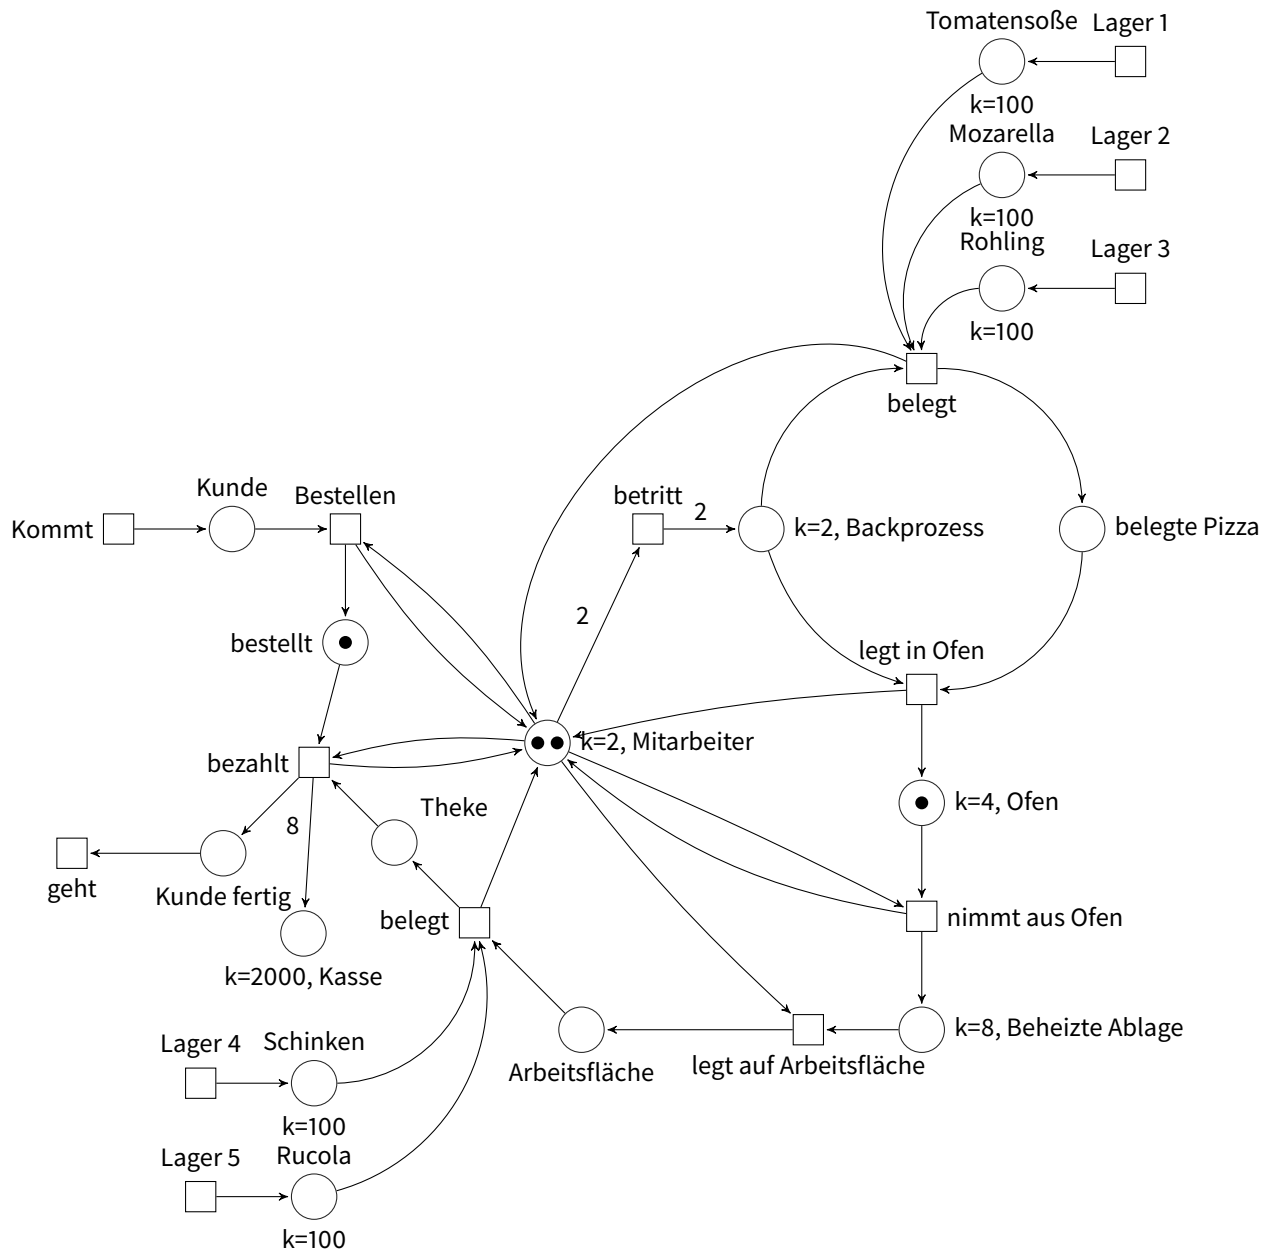 Tomatensoße
Lager 1
k=100
Mozarella
Lager 2
k=100
Rohling
Lager 3
k=100
belegt
Kunde
Bestellen
betritt
2
Kommt
k=2, Backprozess
belegte Pizza
2
bestellt
legt in Ofen
k=2, Mitarbeiter
bezahlt
Theke
k=4, Ofen
8
geht
Kunde fertig
belegt
nimmt aus Ofen
k=2000, Kasse
k=8, Beheizte Ablage
Lager 4
Schinken
Arbeitsfläche
legt auf Arbeitsfläche
k=100
Lager 5
Rucola
k=100